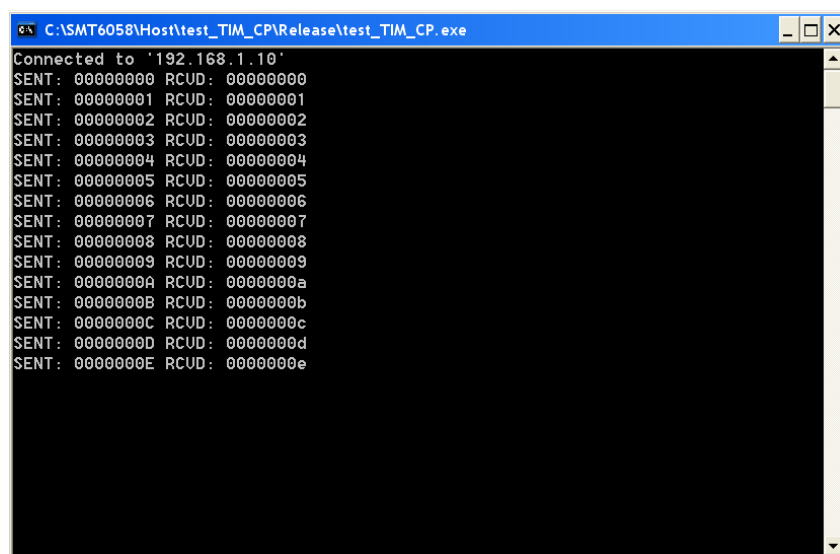 C:\SMT6058\Host\test_TIM_CP\Release\test_TIM_CP.exe
Connected to '192.168.1.10'
SENT: 00000000 RCVD: 00000000
SENT: 00000001 RCVD: 00000001
SENT: 00000002 RCVD: 00000002
SENT: 00000003 RCVD: 00000003
SENT: 00000004 RCVD: 00000004
SENT: 00000005 RCVD: 00000005
SENT: 00000006 RCVD: 00000006
SENT: 00000007 RCVD: 00000007
SENT: 00000008 RCVD: 00000008
SENT: 00000009 RCVD: 00000009
SENT: 0000000A RCVD: 0000000a
SENT: 0000000B RCVD: 0000000b
SENT: 0000000C RCVD: 0000000c
SENT: 0000000D RCVD: 0000000d
SENT: 0000000E RCVD: 0000000e